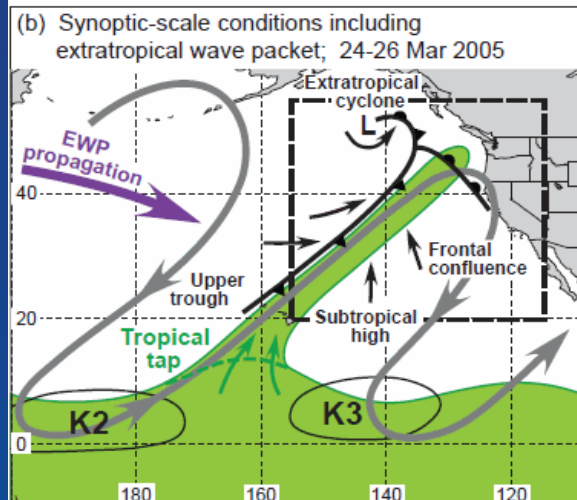 (b) Synoptic-scale conditions including
extratropical wave packet; 24-26 Mar 2005
Extratropical
cyclone
L
EWP
propagation
40
Upper
trough
Frontal
confluence
20
Subtropical
high
Tropical
tap
K2
K3
0
180
160
140
120